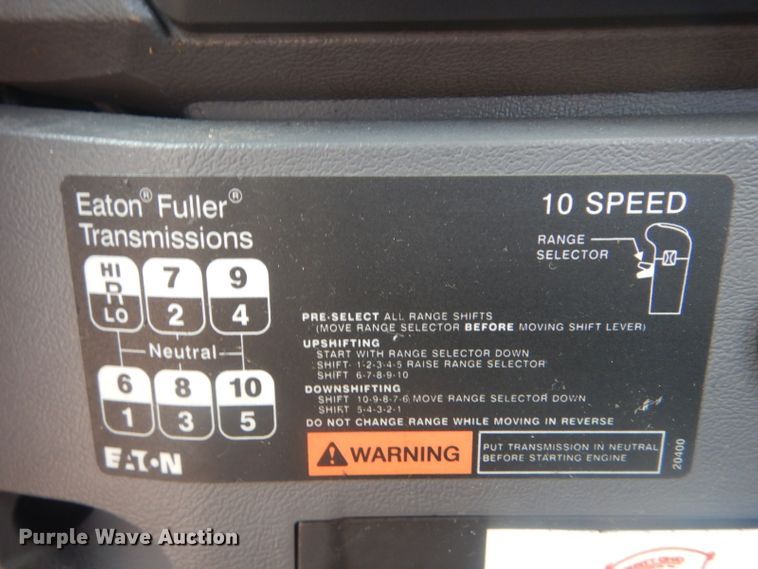 Eaton® Fuller®
Transmissions
10 SPEED
RANGE
SELECTOR
HI 7 9
R
LO 2 4
Neutral
6 8 10
1 3 5
EATON
PRE-SELECT ALL RANGE SHIFTS
(MOVE RANGE SELECTOR BEFORE MOVING SHIFT LEVER)
UPSHIFTING
START WITH RANGE SELECTOR DOWN
SHIFT 1-2-3-4-5 RAISE RANGE SELECTOR
SHIFT 6-7-8-9-10
DOWNSHIFTING
SHIFT 10-9-8-7-6 MOVE RANGE SELECTOR DOWN
SHIFT 5-4-3-2-1
DO NOT CHANGE RANGE WHILE MOVING IN REVERSE
WARNING
PUT TRANSMISSION IN NEUTRAL
BEFORE STARTING ENGINE
20400
Purple Wave Auction